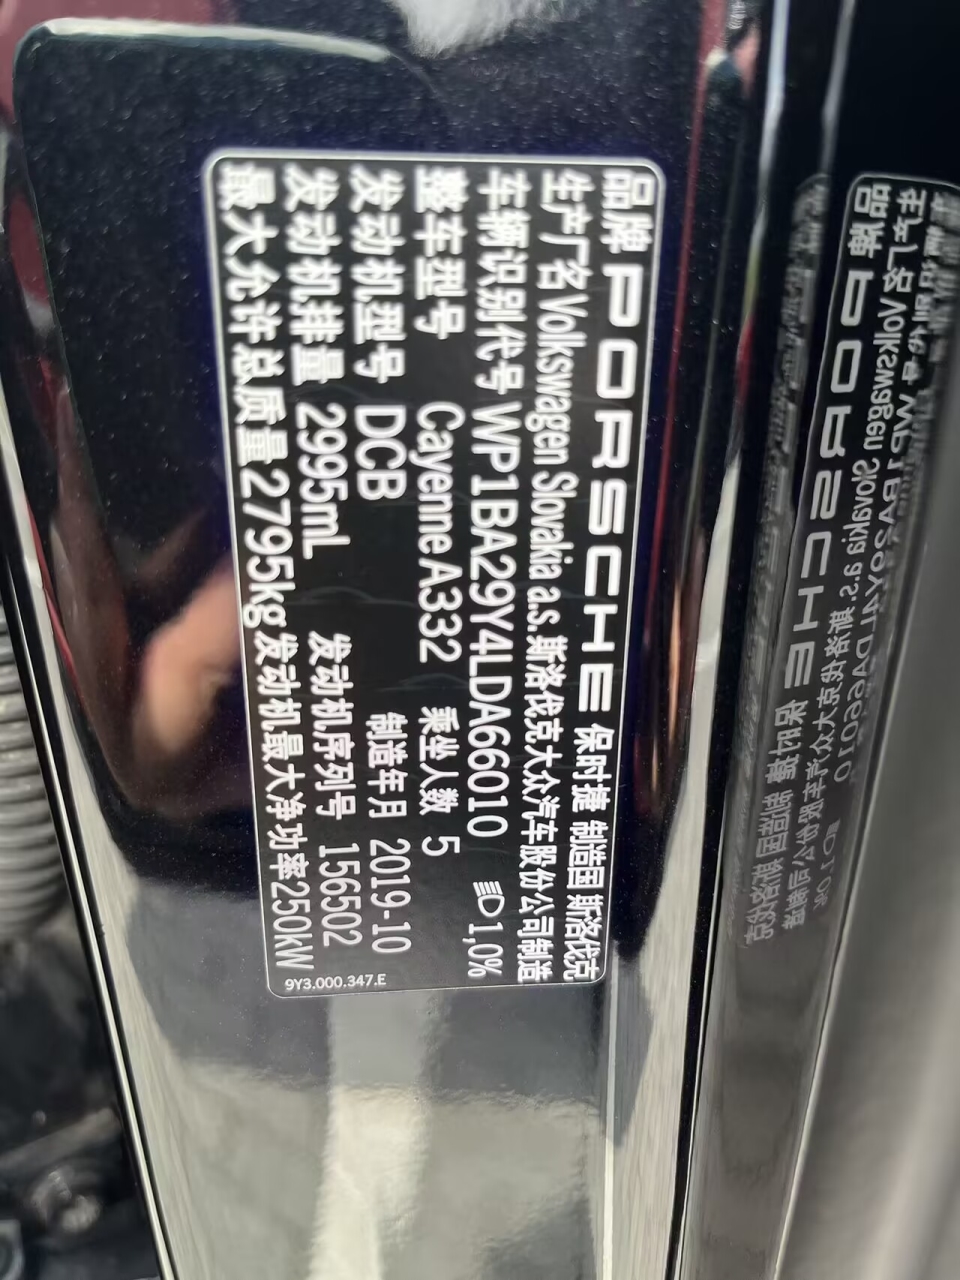 品牌 PORSCHE 保时捷 制造国 斯洛伐克
生产厂名 Volkswagen Slovakia a.s. 斯洛伐克大众汽车股份公司制造
车辆识别代号 WP1BA29Y4LDA66010 1,0%
整车型号 Cayenne A332 乘坐人数 5
发动机型号 DCB 制造年月 2019-10
发动机排量 2995mL 发动机序列号 156502
最大允许总质量2795kg 发动机最大净功率250kW
9Y3.000.347.E